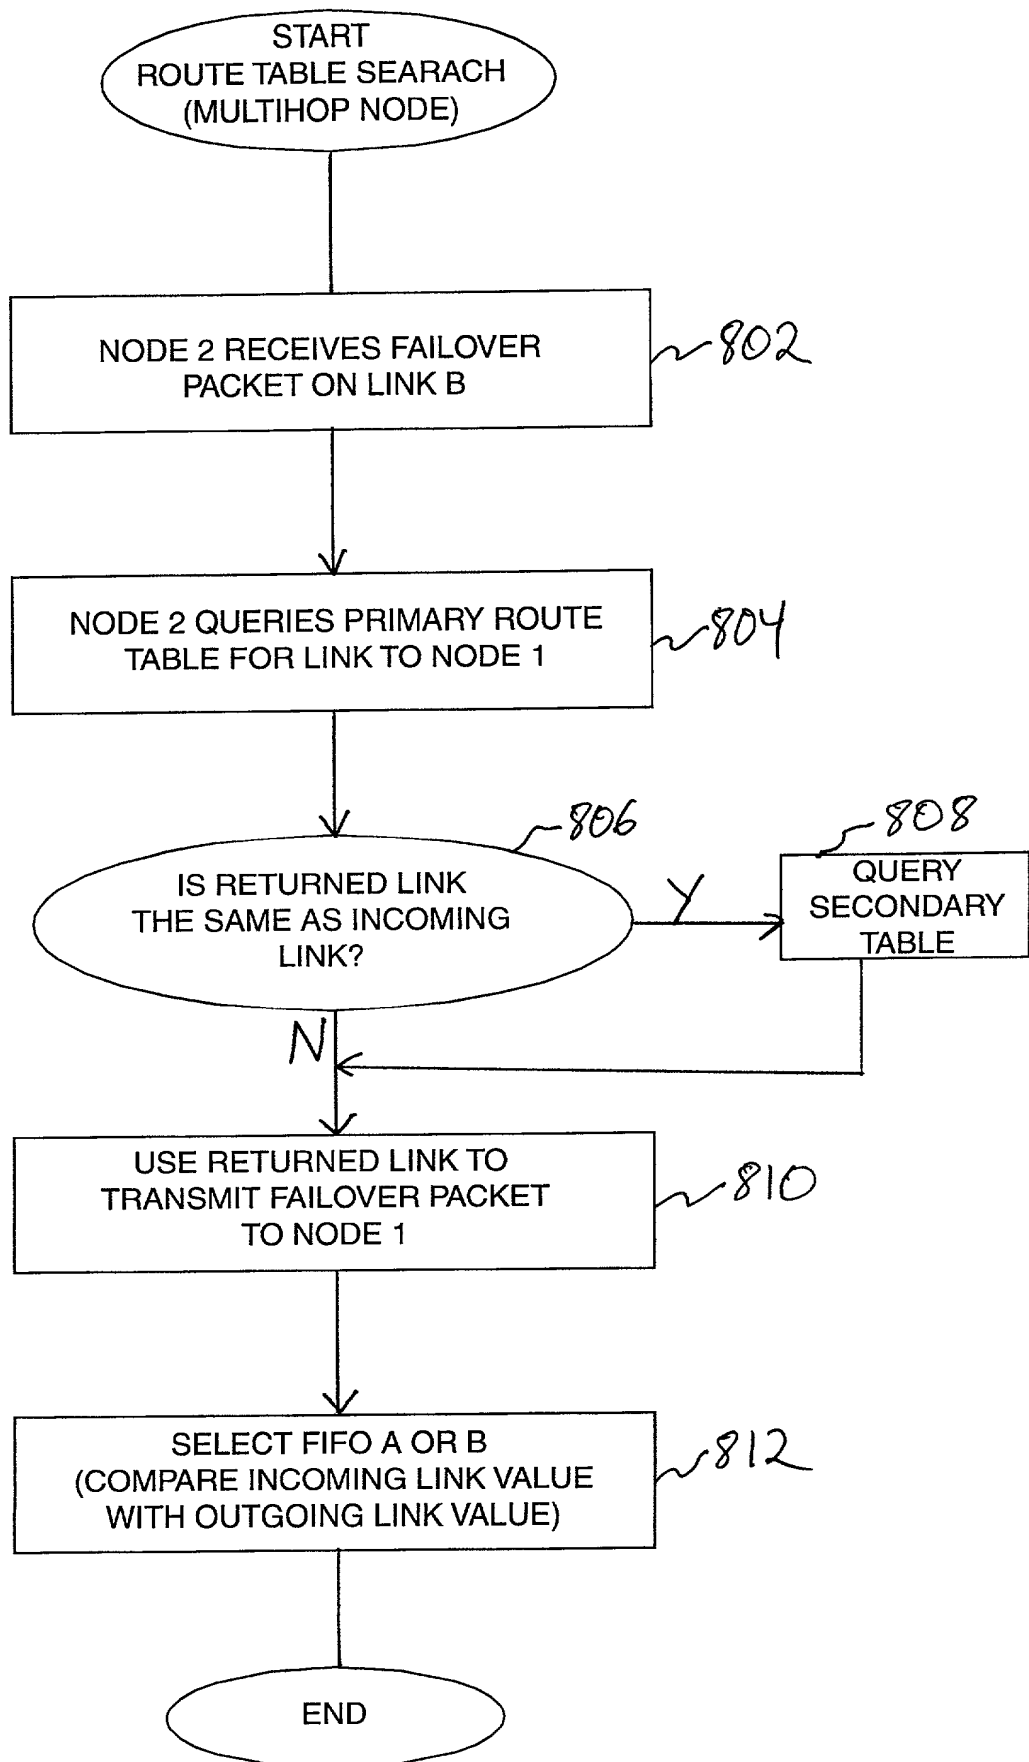 START
ROUTE TABLE SEARACH
(MULTIHOP NODE)
NODE 2 RECEIVES FAILOVER
PACKET ON LINK B
802
NODE 2 QUERIES PRIMARY ROUTE
TABLE FOR LINK TO NODE 1
804
806
IS RETURNED LINK
THE SAME AS INCOMING
LINK?
Y
808
QUERY
SECONDARY
TABLE
N
USE RETURNED LINK TO
TRANSMIT FAILOVER PACKET
TO NODE 1
810
SELECT FIFO A OR B
(COMPARE INCOMING LINK VALUE
WITH OUTGOING LINK VALUE)
812
END